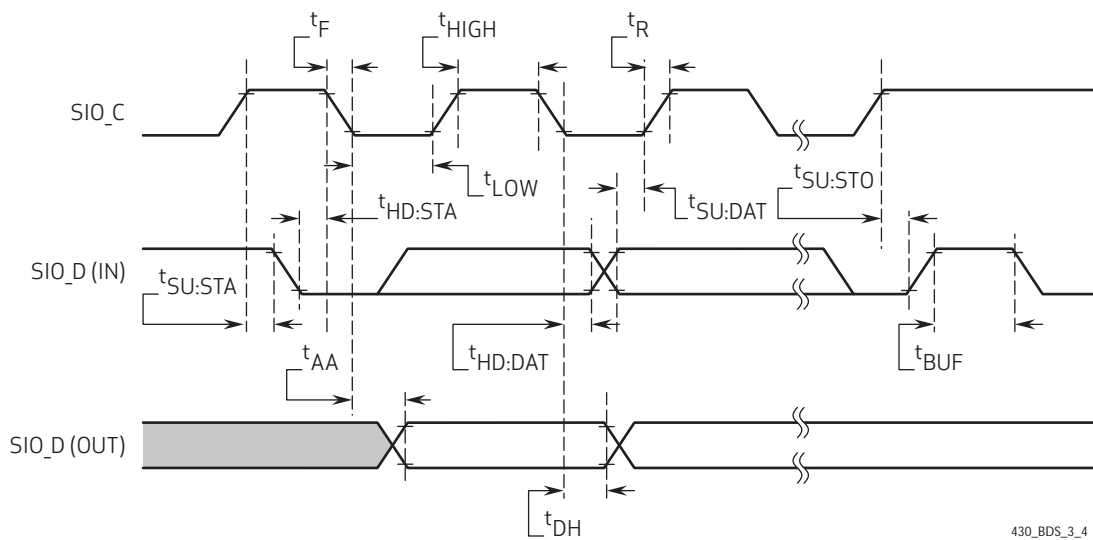 tF
tHIGH
tR
SIO_C
tLOW
tHD:STA
tSU:DAT
tSU:STO
SIO_D (IN)
tSU:STA
tAA
tHD:DAT
tBUF
SIO_D (OUT)
tDH
430_BDS_3_4